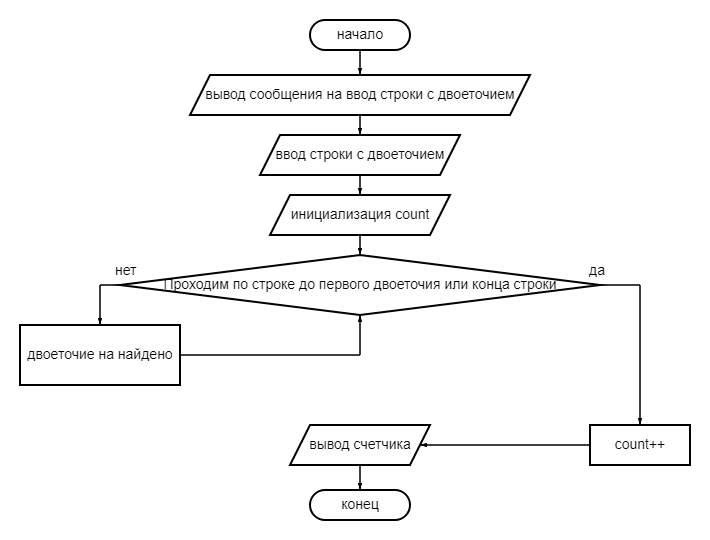 начало
вывод сообщения на ввод строки с двоеточием
ввод строки с двоеточием
инициализация count
нет
да
Проходим по строке до первого двоеточия или конца строки
двоеточие на найдено
вывод счетчика
count++
конец